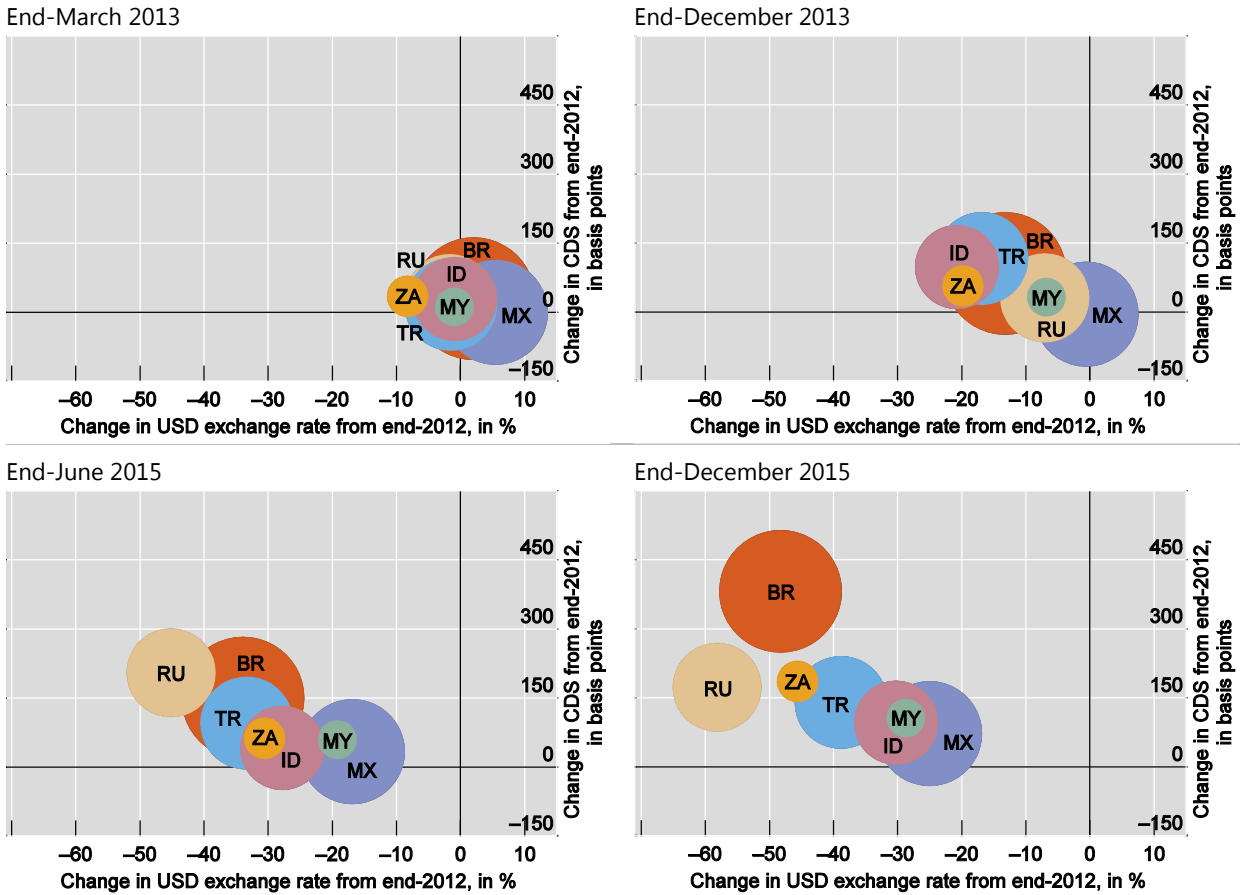 End-March 2013
450
300
150
0
–150
Change in CDS from end-2012,
in basis points
BR
RU
ID
ZA
MY
MX
TR
–60 –50 –40 –30 –20 –10 0 10
Change in USD exchange rate from end-2012, in %
End-December 2013
450
300
150
0
–150
Change in CDS from end-2012,
in basis points
BR
ID
TR
ZA
MY
MX
RU
–60 –50 –40 –30 –20 –10 0 10
Change in USD exchange rate from end-2012, in %
End-June 2015
450
300
150
0
–150
Change in CDS from end-2012,
in basis points
BR
RU
TR
ZA
MY
ID
MX
–60 –50 –40 –30 –20 –10 0 10
Change in USD exchange rate from end-2012, in %
End-December 2015
450
300
150
0
–150
Change in CDS from end-2012,
in basis points
BR
ZA
RU
TR
MY
ID
MX
–60 –50 –40 –30 –20 –10 0 10
Change in USD exchange rate from end-2012, in %